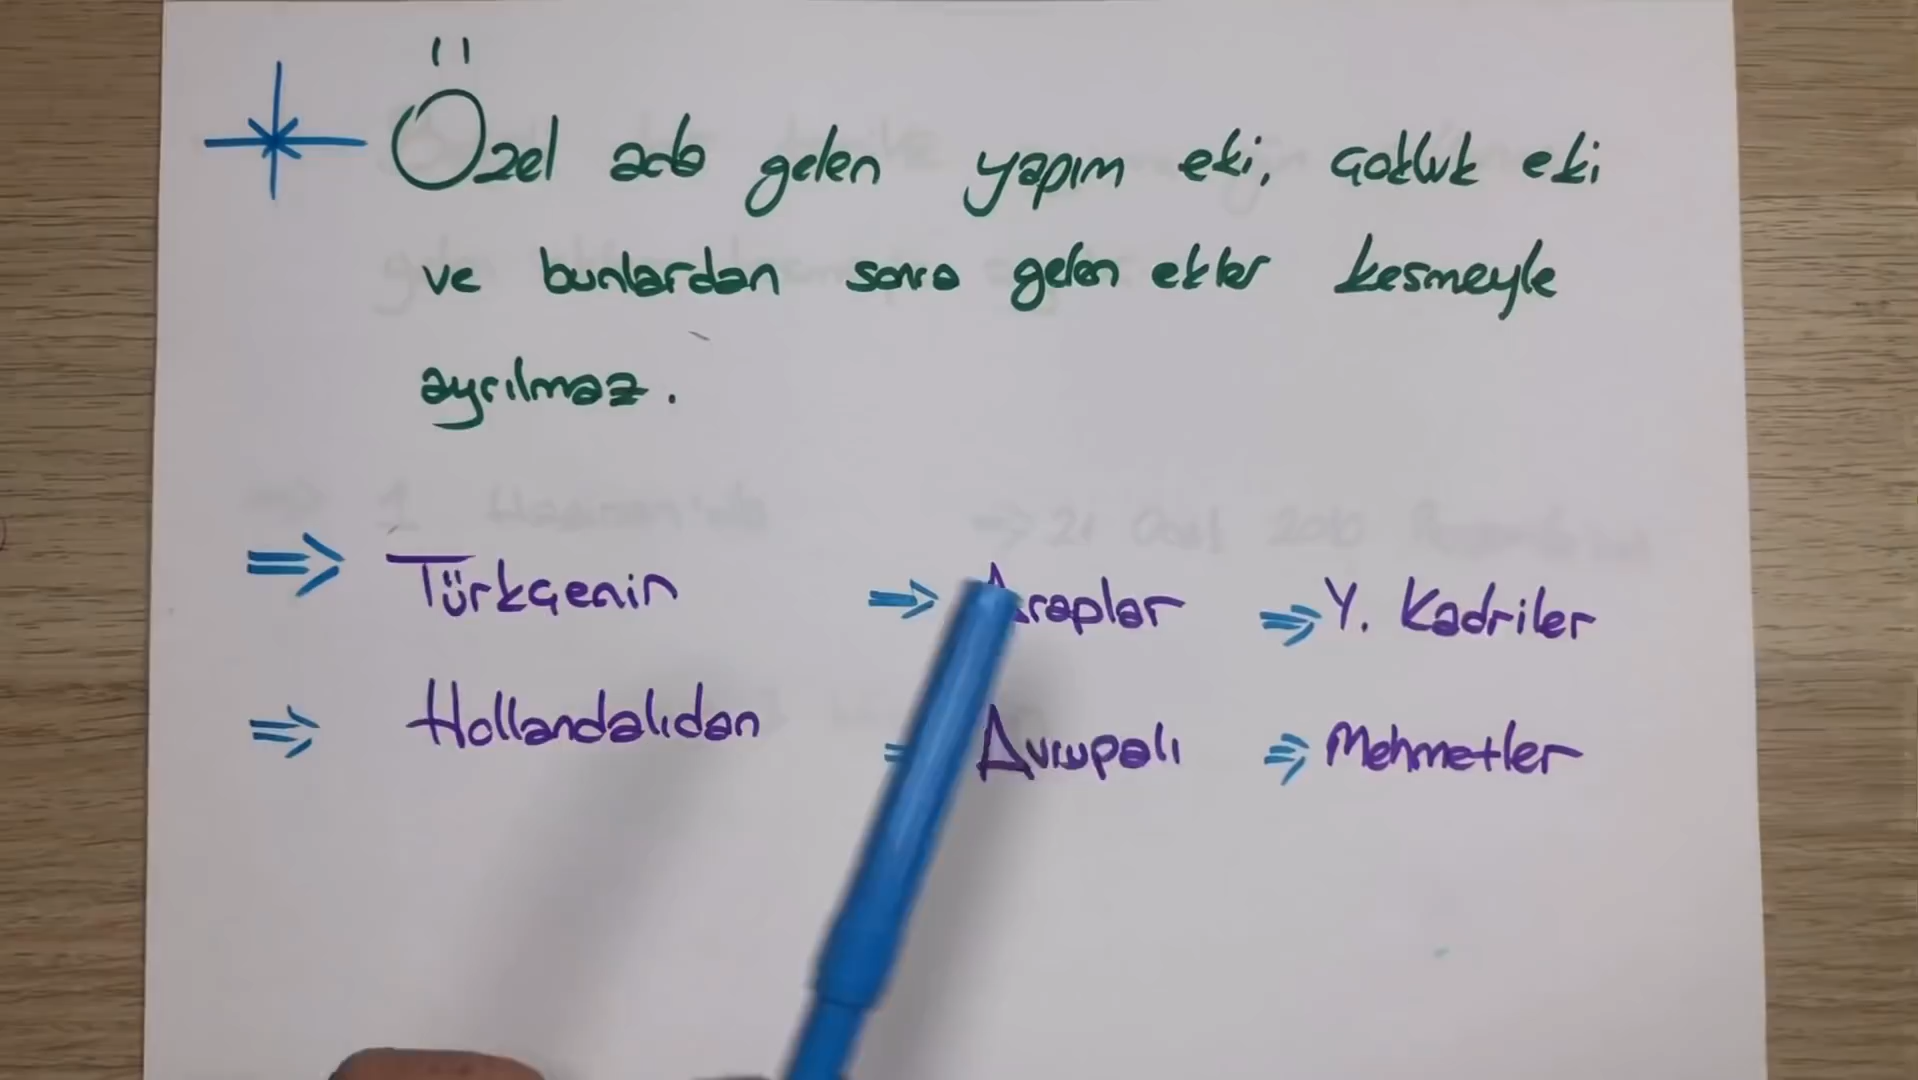 Özel ada gelen yapım eki, çokluk eki
ve bunlardan sonra gelen ekler kesmeyle
ayrılmaz.
⇒ Türkçenin ⇒ Araplar ⇒ Y. Kadriler
⇒ Hollandalıdan ⇒ Avrupalı ⇒ Mehmetler